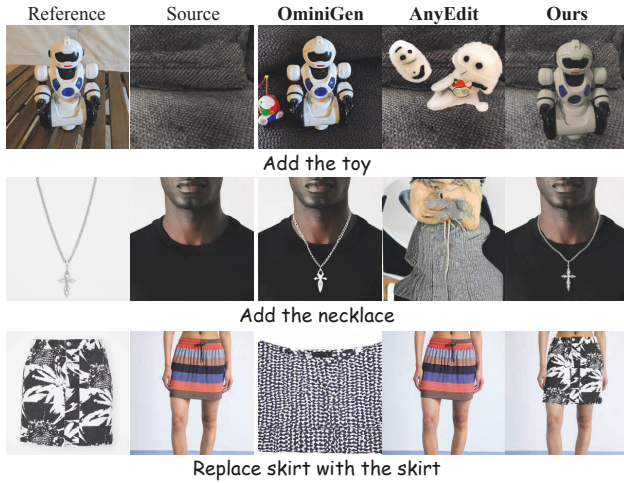 Reference Source OminiGen AnyEdit Ours
Add the toy
Add the necklace
Replace skirt with the skirt